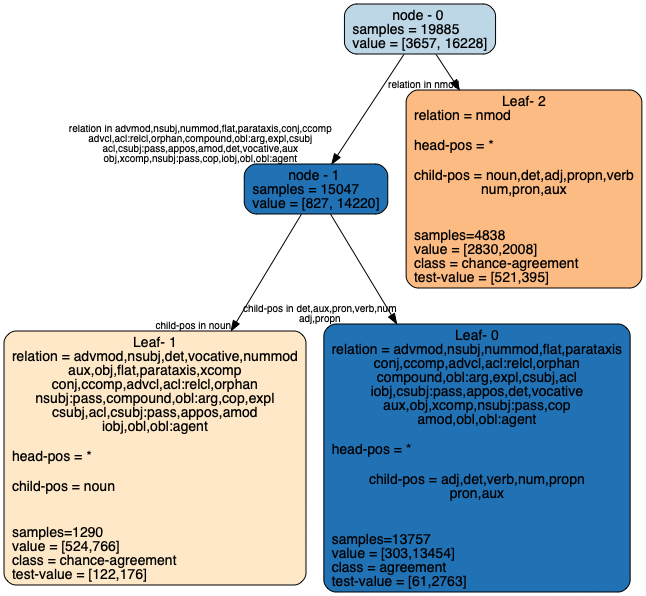 node - 0
samples = 19885
value = [3657, 16228]
relation in nmod
Leaf- 2
relation = nmod
head-pos = *
child-pos = noun,det,adj,propn,verb
num,pron,aux
samples=4838
value = [2830,2008]
class = chance-agreement
test-value = [521,395]
relation in advmod,nsubj,nummod,flat,parataxis,conj,ccomp
advcl,acl:relcl,orphan,compound,obl:arg,expl,csubj
acl,csubj:pass,appos,amod,det,vocative,aux
obj,xcomp,nsubj:pass,cop,iobj,obl,obl:agent
node - 1
samples = 15047
value = [827, 14220]
child-pos in noun
child-pos in det,aux,pron,verb,num
adj,propn
Leaf- 1
relation = advmod,nsubj,det,vocative,nummod
aux,obj,flat,parataxis,xcomp
conj,ccomp,advcl,acl:relcl,orphan
nsubj:pass,compound,obl:arg,cop,expl
csubj,acl,csubj:pass,appos,amod
iobj,obl,obl:agent
head-pos = *
child-pos = noun
samples=1290
value = [524,766]
class = chance-agreement
test-value = [122,176]
Leaf- 0
relation = advmod,nsubj,nummod,flat,parataxis
conj,ccomp,advcl,acl:relcl,orphan
compound,obl:arg,expl,csubj,acl
iobj,csubj:pass,appos,det,vocative
aux,obj,xcomp,nsubj:pass,cop
amod,obl,obl:agent
head-pos = *
child-pos = adj,det,verb,num,propn
pron,aux
samples=13757
value = [303,13454]
class = agreement
test-value = [61,2763]